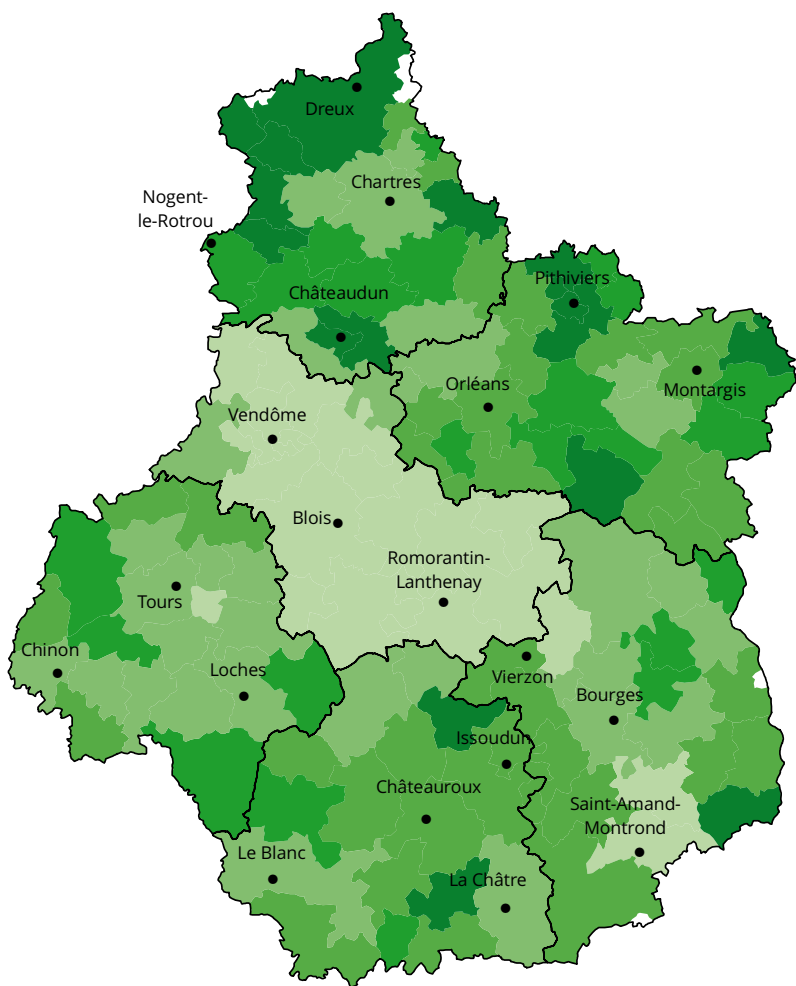 Dreux
Chartres
Nogent-
le-Rotrou
Pithiviers
Châteaudun
Orléans
Montargis
Vendôme
Blois
Romorantin-
Lanthenay
Tours
Chinon
Loches
Vierzon
Bourges
Issoudun
Châteauroux
Saint-Amand-
Montrond
Le Blanc
La Châtre